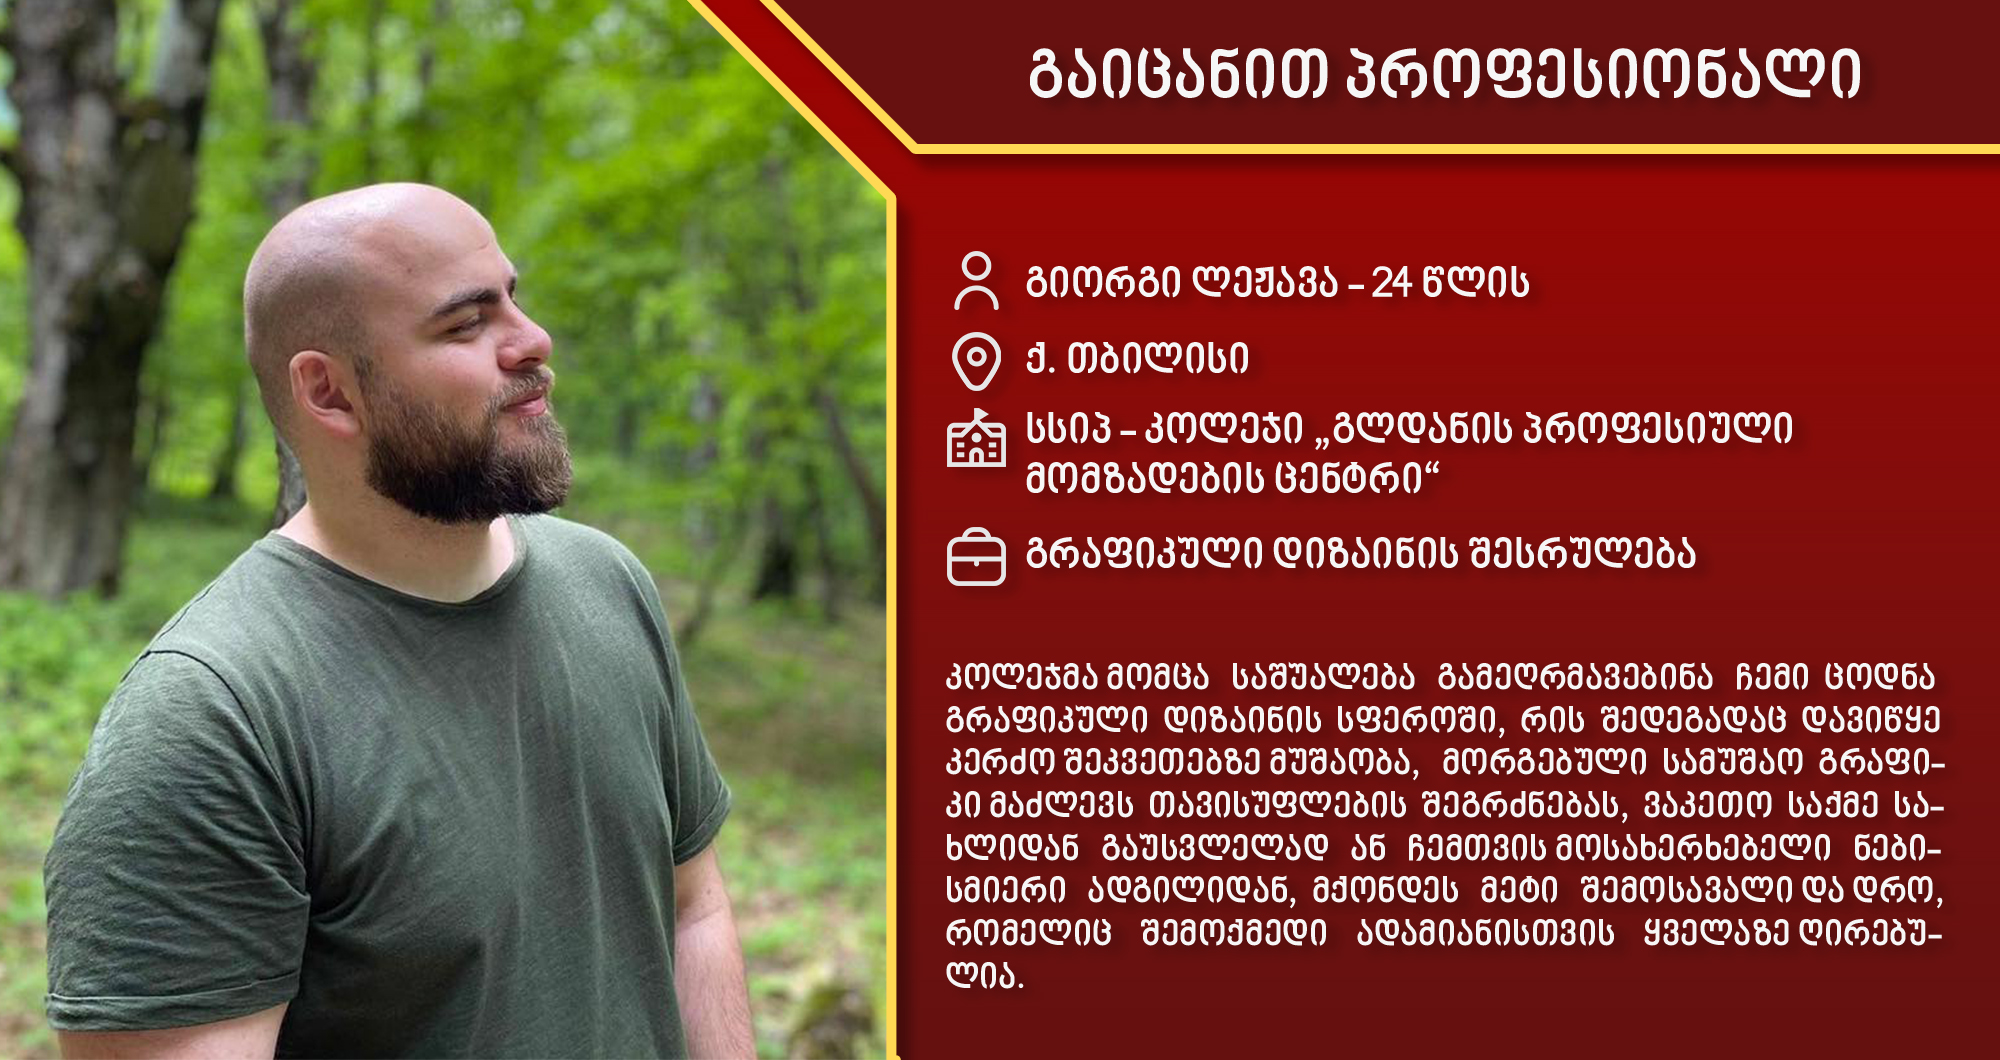 გაიცანით პროფესიონალი
გიორგი ლეჟავა – 24 წლის
ქ. თბილისი
სსიპ – კოლეჯი „გლდანის პროფესიული
მომზადების ცენტრი“
გრაფიკული დიზაინის შესრულება
კოლეჯმა მომცა საშუალება გამეღრმავებინა ჩემი ცოდნა
გრაფიკული დიზაინის სფეროში, რის შედეგადაც დავიწყე
კერძო შეკვეთებზე მუშაობა, მორგებული სამუშაო გრაფი-
კი მაძლევს თავისუფლების შეგრძნებას, ვაკეთო საქმე სა-
ხლიდან გაუსვლელად ან ჩემთვის მოსახერხებელი ნები-
სმიერი ადგილიდან, მქონდეს მეტი შემოსავალი და დრო,
რომელიც შემოქმედი ადამიანისთვის ყველაზე ღირებუ-
ლია.